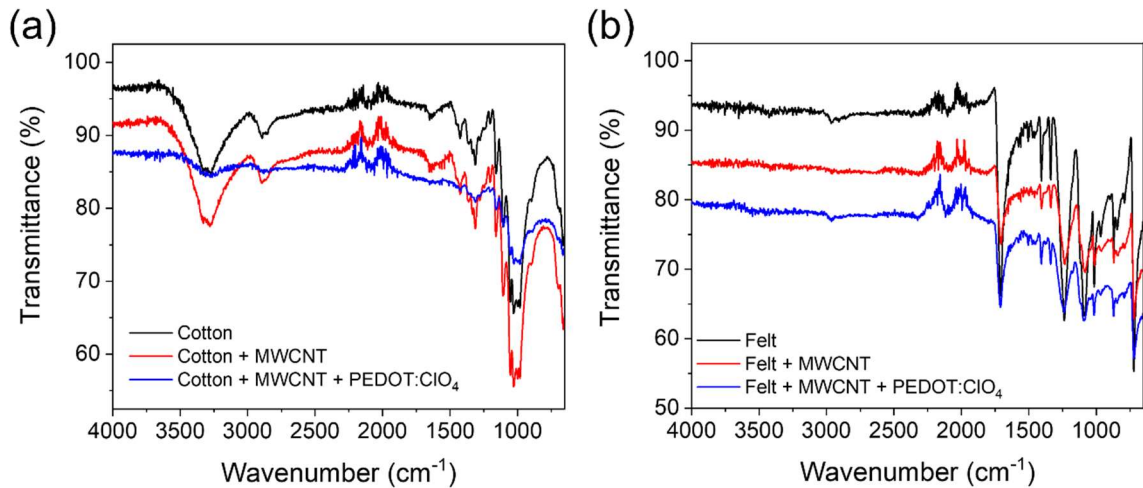 (a)
100
90
80
70
60
Transmittance (%)
Cotton
Cotton + MWCNT
Cotton + MWCNT + PEDOT:ClO₄
4000 3500 3000 2500 2000 1500 1000
Wavenumber (cm⁻¹)
(b)
100
90
80
70
60
50
Transmittance (%)
Felt
Felt + MWCNT
Felt + MWCNT + PEDOT:ClO₄
4000 3500 3000 2500 2000 1500 1000
Wavenumber (cm⁻¹)